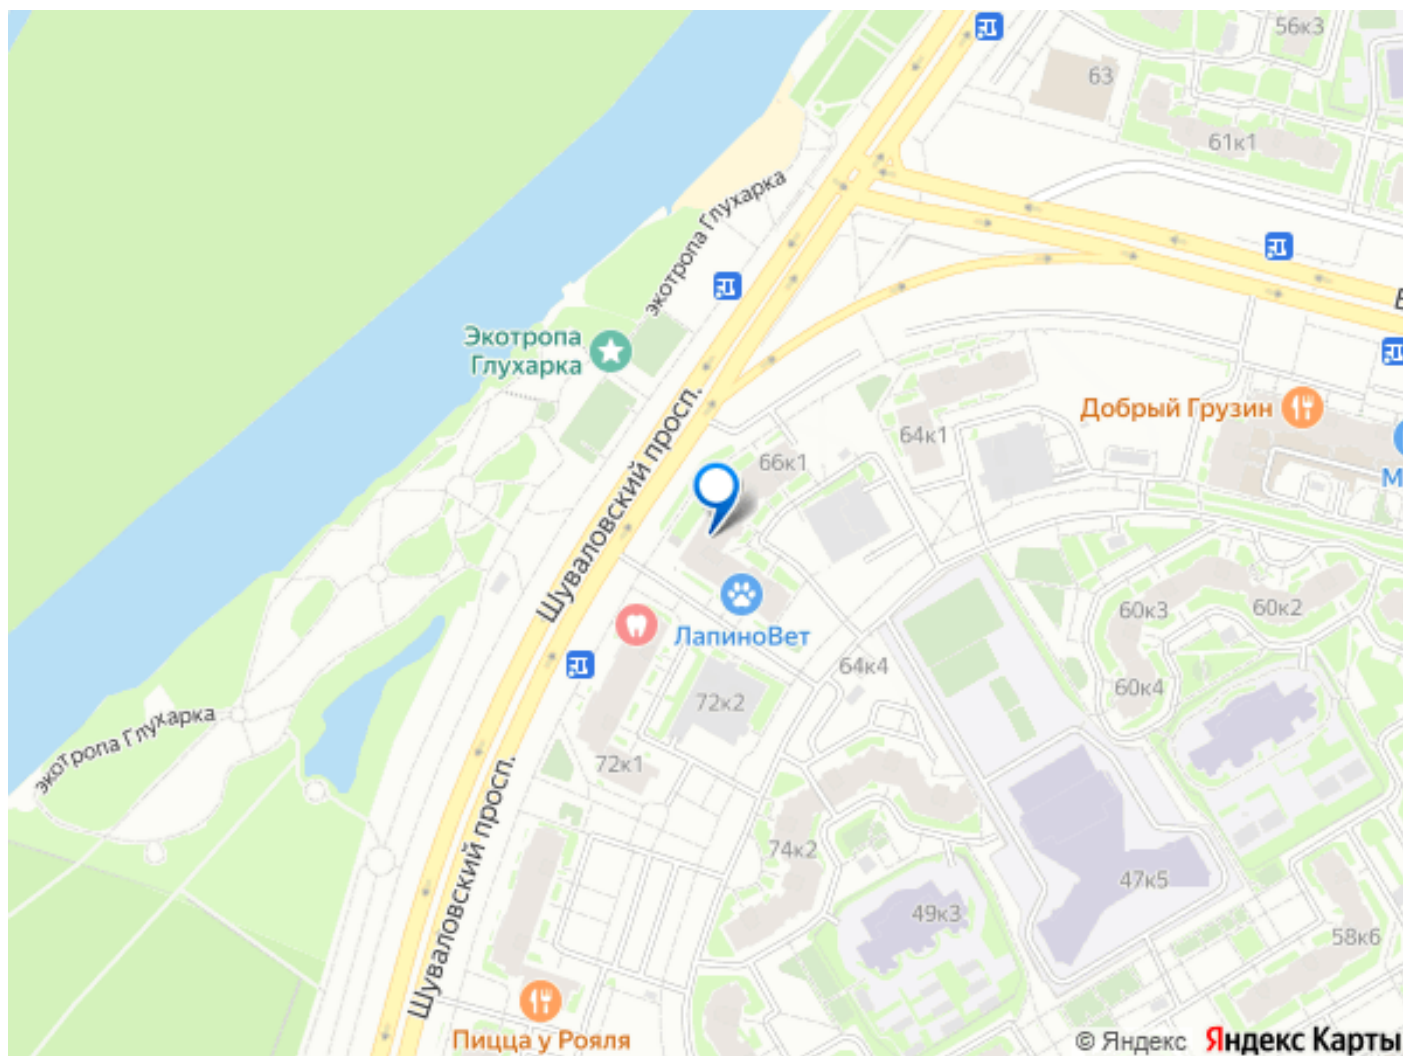 56к3
63
61к1
экотропа Глухарка
Экотропа
Глухарка
Добрый Грузин
64к1
66к1
Шуваловский просп.
60к3
60к2
ЛапиноВет
64к4
60к4
72к2
экотропа Глухарка
72к1
Шуваловский просп.
74к2
47к5
49к3
58к6
Пицца у Рояля
© Яндекс Яндекс Карты